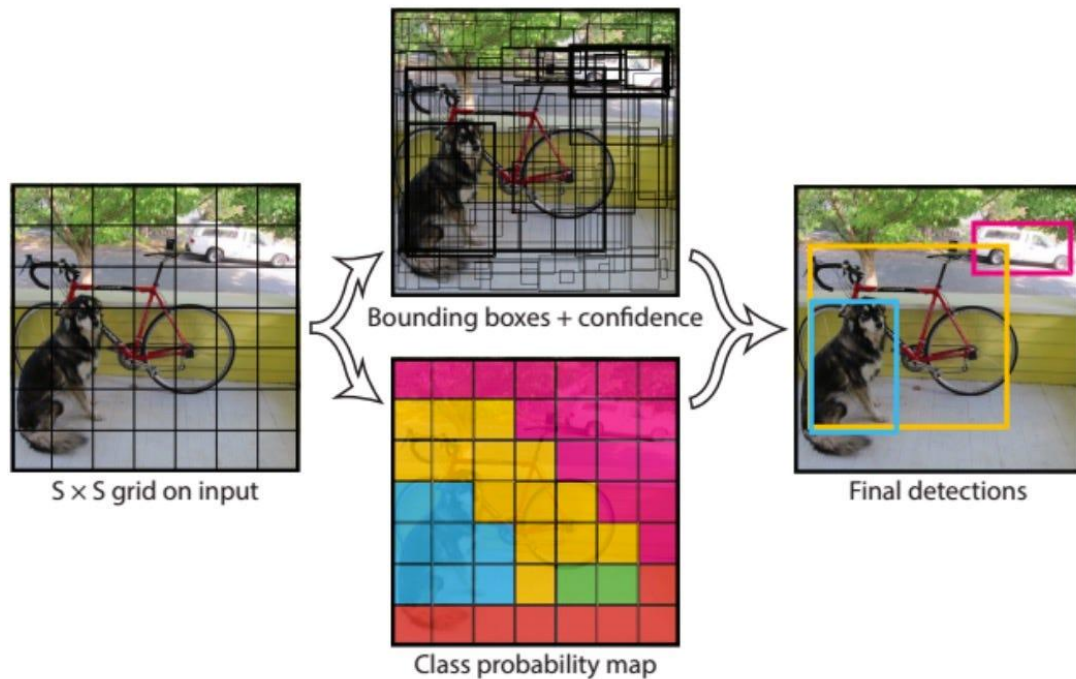 S × S grid on input
Bounding boxes + confidence
Class probability map
Final detections